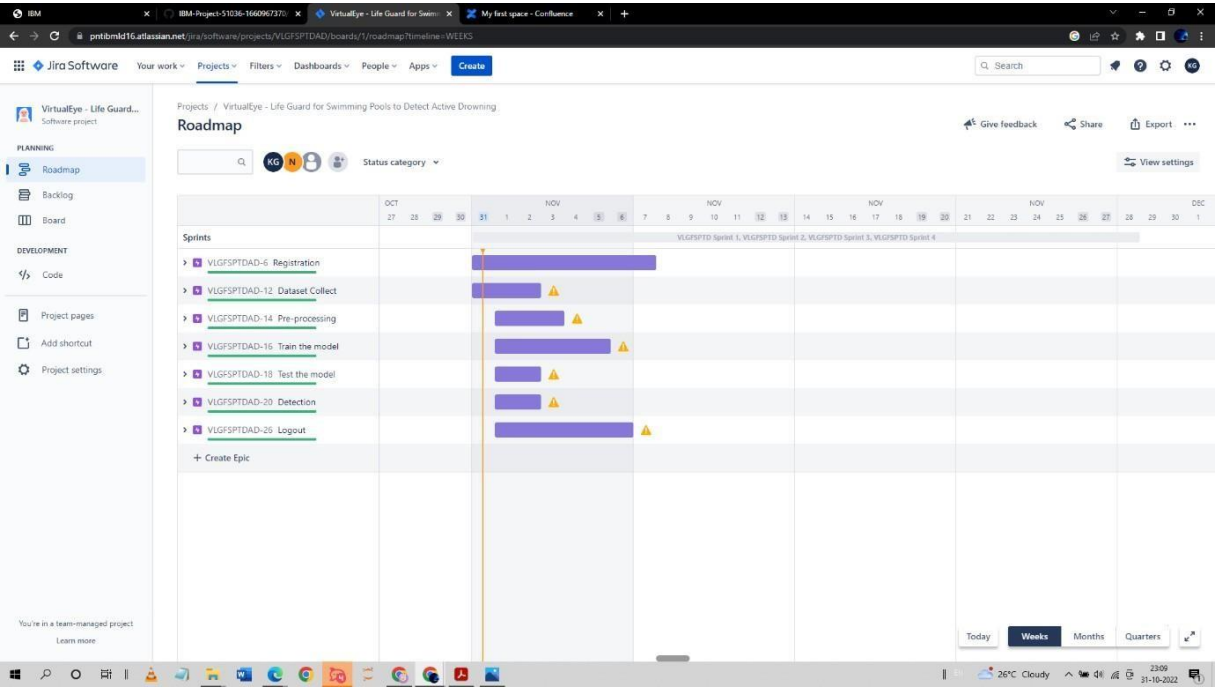 IBM
IBM-Project-51036-166096737
VirtualEye - Life Guard for Swimm
My first space - Confluence
pntibmld16.atlassian.net/jira/software/projects/VLGFSPTDAD/boards/1/roadmap?timeline=WEEKS
Jira Software
Your work
Projects
Filters
Dashboards
People
Apps
Create
Search
KG
VirtualEye - Life Guard...
Software project
PLANNING
Roadmap
Backlog
Board
DEVELOPMENT
Code
Project pages
Add shortcut
Project settings
You're in a team-managed project
Learn more
Projects / VirtualEye - Life Guard for Swimming Pools to Detect Active Drowning
Roadmap
Give feedback
Share
Export
KG
N
Status category
View settings
OCT NOV NOV NOV NOV DEC
27 28 29 30 31 1 2 3 4 5 6 7 8 9 10 11 12 13 14 15 16 17 18 19 20 21 22 23 24 25 26 27 28 29 30 1
Sprints
VLGFSPTD Sprint 1, VLGFSPTD Sprint 2, VLGFSPTD Sprint 3, VLGFSPTD Sprint 4
VLGFSPTDAD-6 Registration
VLGFSPTDAD-12 Dataset Collect
VLGFSPTDAD-14 Pre-processing
VLGFSPTDAD-16 Train the model
VLGFSPTDAD-18 Test the model
VLGFSPTDAD-20 Detection
VLGFSPTDAD-26 Logout
+ Create Epic
Today
Weeks
Months
Quarters
26°C Cloudy
23:09
31-10-2022